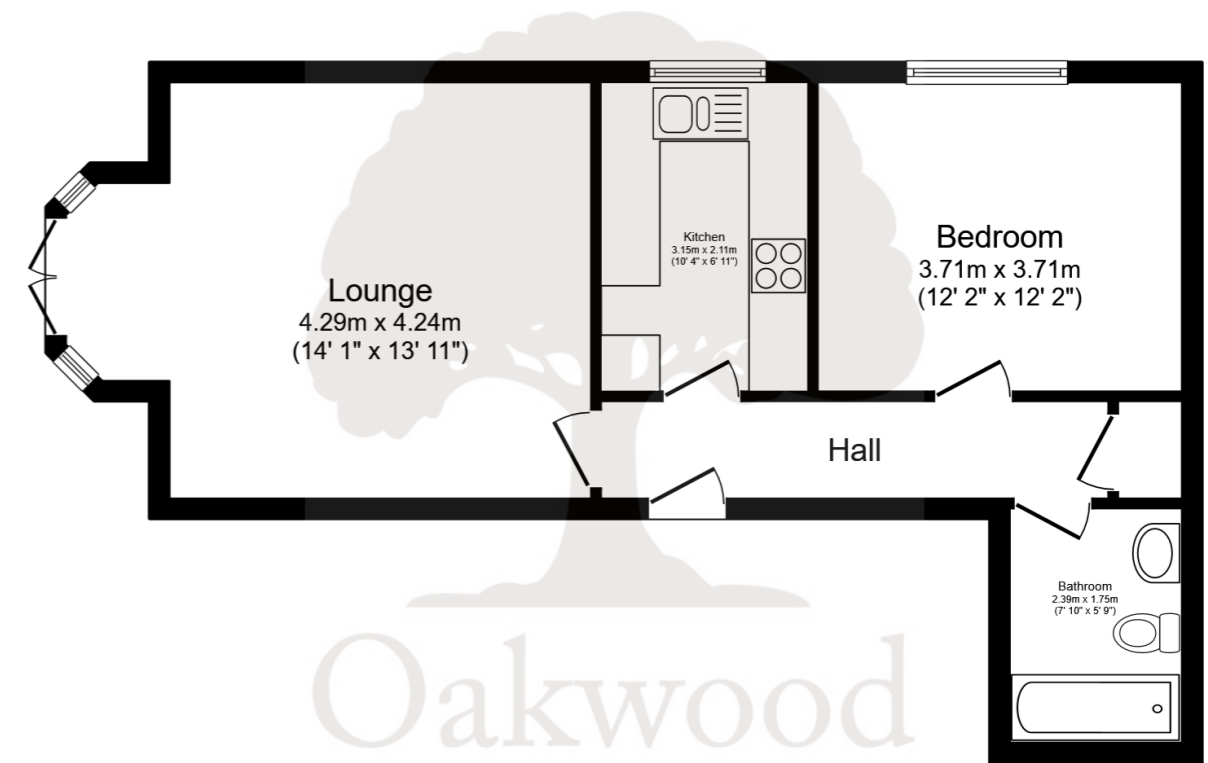 Lounge
4.29m x 4.24m
(14' 1" x 13' 11")
Kitchen
3.15m x 2.11m
(10' 4" x 6' 11")
Bedroom
3.71m x 3.71m
(12' 2" x 12' 2")
Hall
Bathroom
2.39m x 1.75m
(7' 10" x 5' 9")
Oakwood